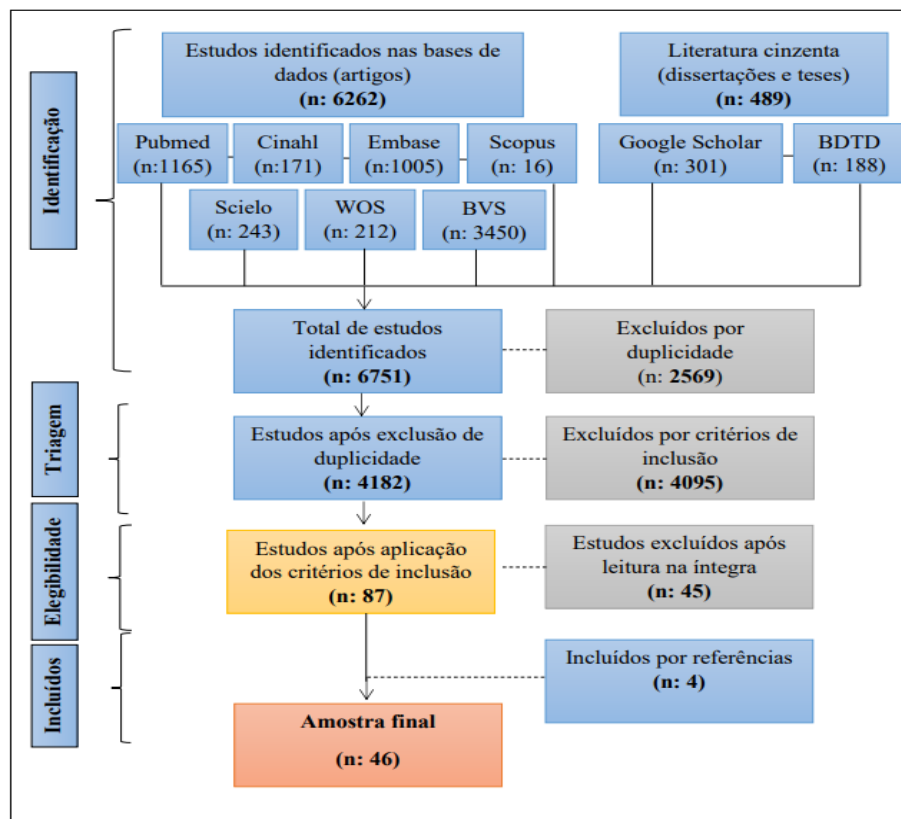 Identificação
Estudos identificados nas bases de
dados (artigos)
(n: 6262)
Literatura cinzenta
(dissertações e teses)
(n: 489)
Pubmed
(n:1165)
Cinahl
(n:171)
Embase
(n:1005)
Scopus
(n: 16)
Google Scholar
(n: 301)
BDTD
(n: 188)
Scielo
(n: 243)
WOS
(n: 212)
BVS
(n: 3450)
Total de estudos
identificados
(n: 6751)
Excluídos por
duplicidade
(n: 2569)
Triagem
Estudos após exclusão de
duplicidade
(n: 4182)
Excluídos por critérios de
inclusão
(n: 4095)
Elegibilidade
Estudos após aplicação
dos critérios de inclusão
(n: 87)
Estudos excluídos após
leitura na íntegra
(n: 45)
Incluídos
Incluídos por referências
(n: 4)
Amostra final
(n: 46)